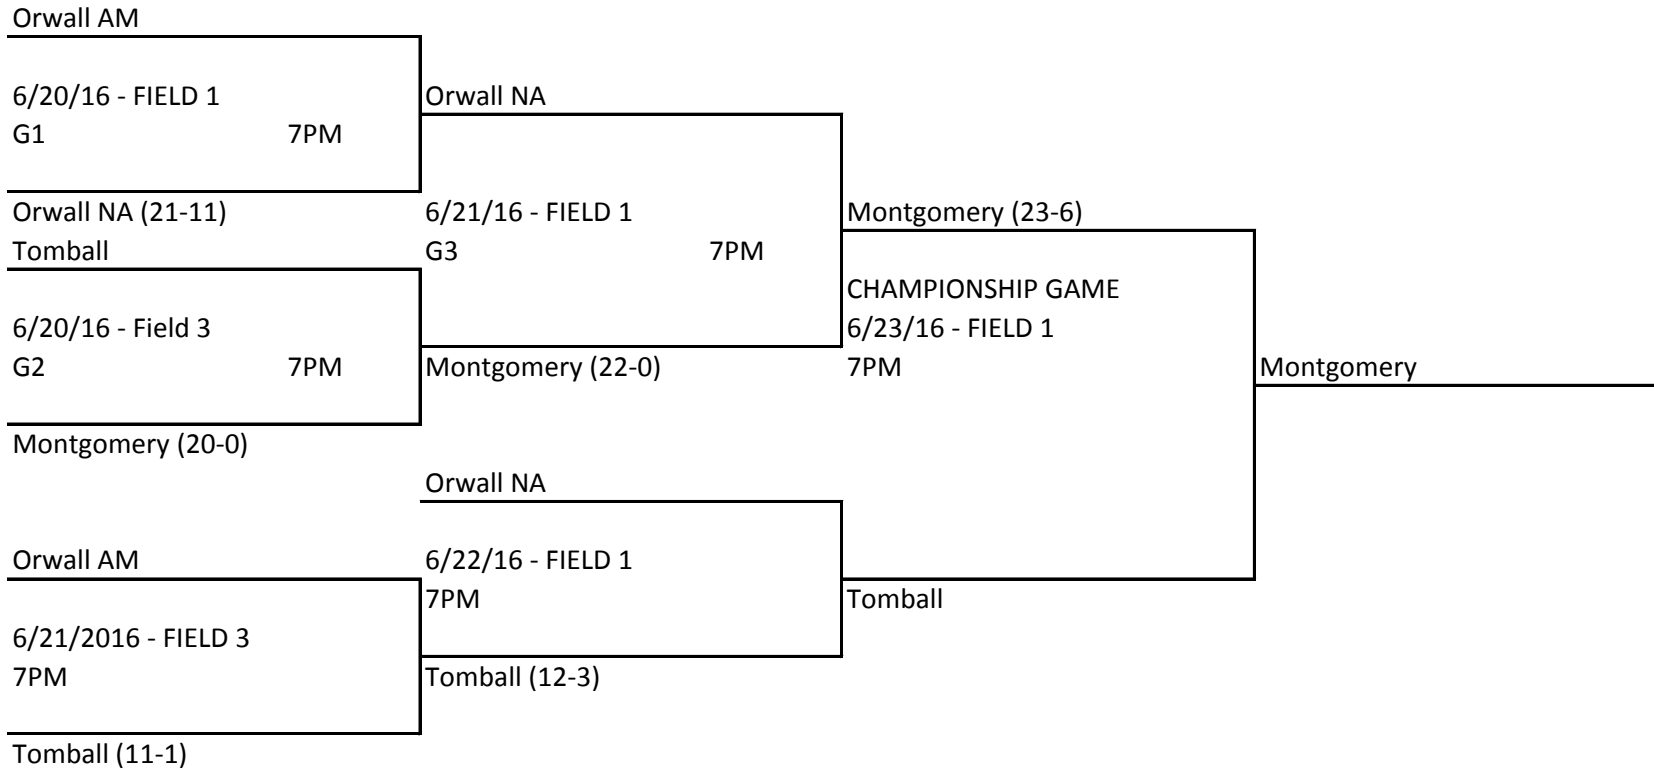 Orwall AM
6/20/16 - FIELD 1
Orwall NA
G1 7PM
Orwall NA (21-11)
6/21/16 - FIELD 1
Montgomery (23-6)
Tomball
G3 7PM
CHAMPIONSHIP GAME
6/20/16 - Field 3
6/23/16 - FIELD 1
G2 7PM
Montgomery (22-0)
7PM
Montgomery
Montgomery (20-0)
Orwall NA
Orwall AM
6/22/16 - FIELD 1
7PM
Tomball
6/21/2016 - FIELD 3
7PM
Tomball (12-3)
Tomball (11-1)